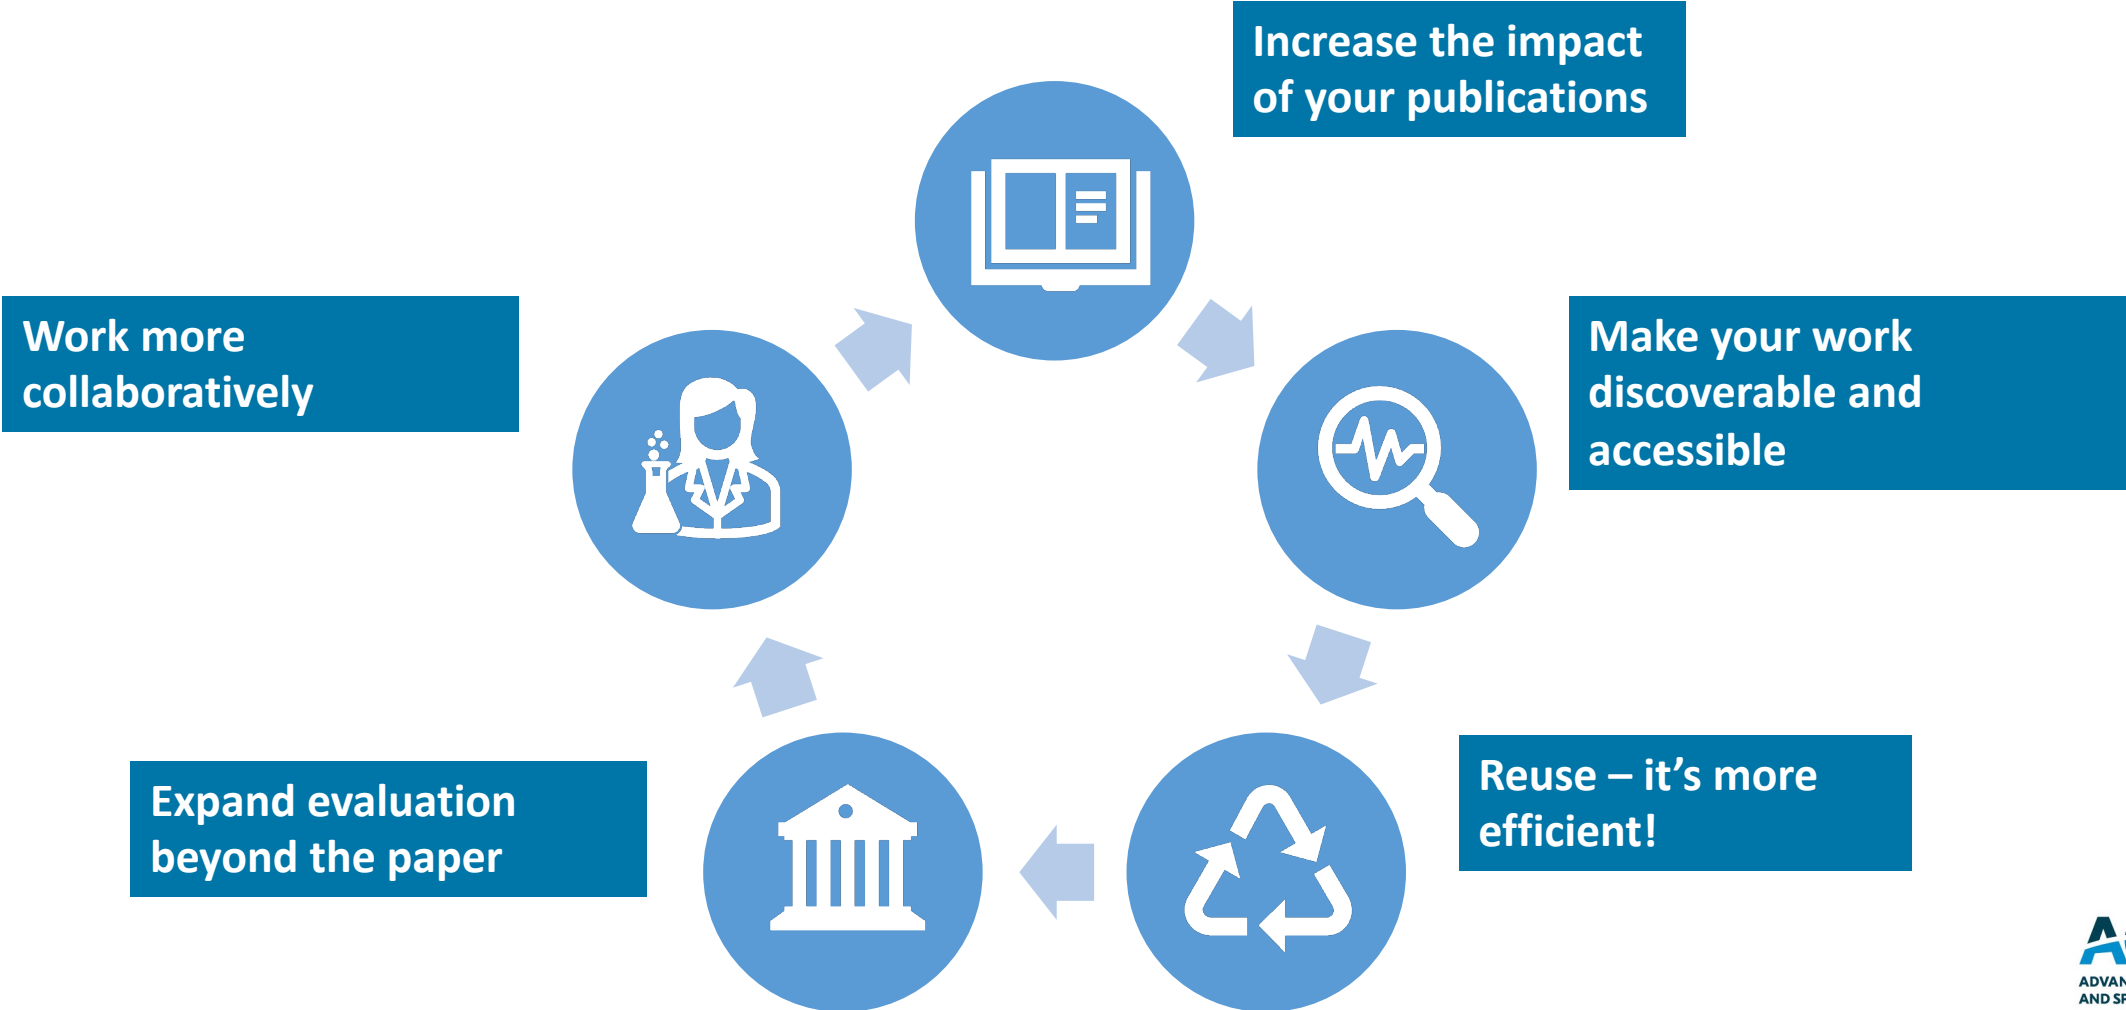 Increase the impact
of your publications
Work more
collaboratively
Make your work
discoverable and
accessible
Expand evaluation
beyond the paper
Reuse – it’s more
efficient!
AND